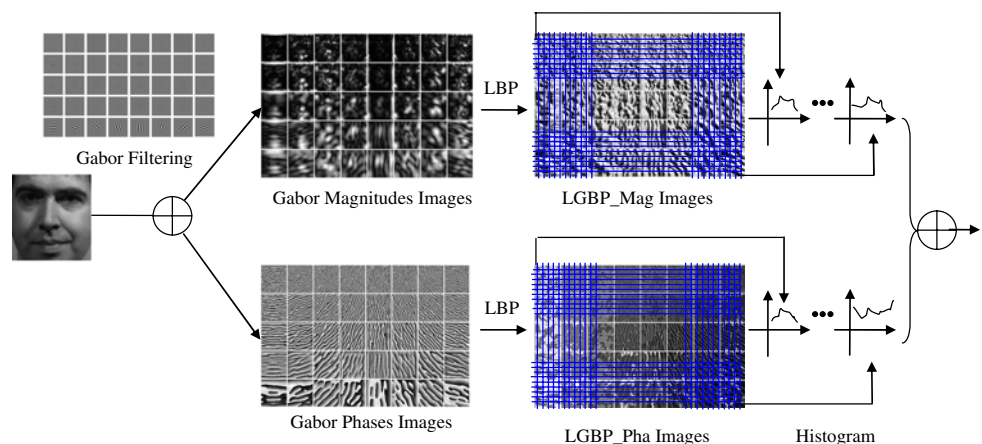 Gabor Filtering
Gabor Magnitudes Images
LBP
LGBP_Mag Images
Gabor Phases Images
LBP
LGBP_Pha Images
Histogram